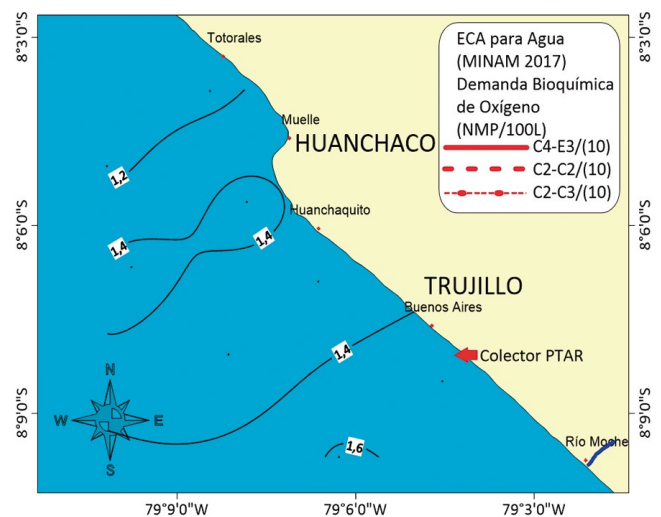 8°3'0"S
8°6'0"S
8°9'0"S
Totorales
Muelle
HUANCHACO
1,2
1,4
1,4
Huanchaquito
TRUJILLO
Buenos Aires
1,4
Colector PTAR
1,6
Río Moche
N
W
E
S
ECA para Agua
(MINAM 2017)
Demanda Bioquímica
de Oxígeno
(NMP/100L)
C4-E3/(10)
C2-C2/(10)
C2-C3/(10)
8°3'0"S
8°6'0"S
8°9'0"S
79°9'0"W
79°6'0"W
79°3'0"W